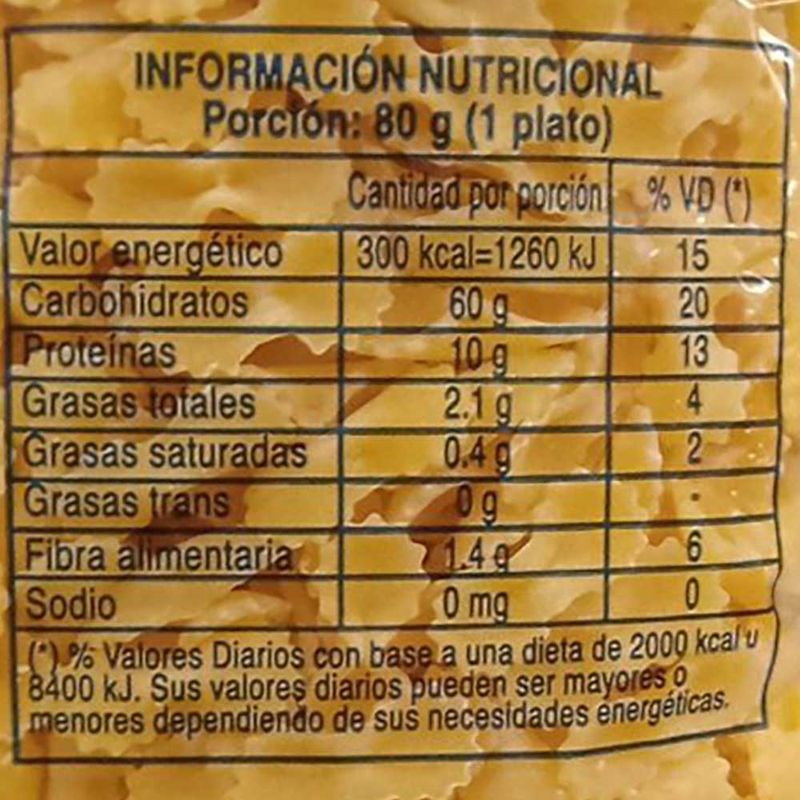 INFORMACIÓN NUTRICIONAL
Porción: 80 g (1 plato)
Cantidad por porción % VD (*)
Valor energético 300 kcal=1260 kJ 15
Carbohidratos 60 g 20
Proteínas 10 g 13
Grasas totales 2.1 g 4
Grasas saturadas 0.4 g 2
Grasas trans 0 g -
Fibra alimentaria 1.4 g 6
Sodio 0 mg 0
(*) % Valores Diarios con base a una dieta de 2000 kcal u
8400 kJ. Sus valores diarios pueden ser mayores o
menores dependiendo de sus necesidades energéticas.